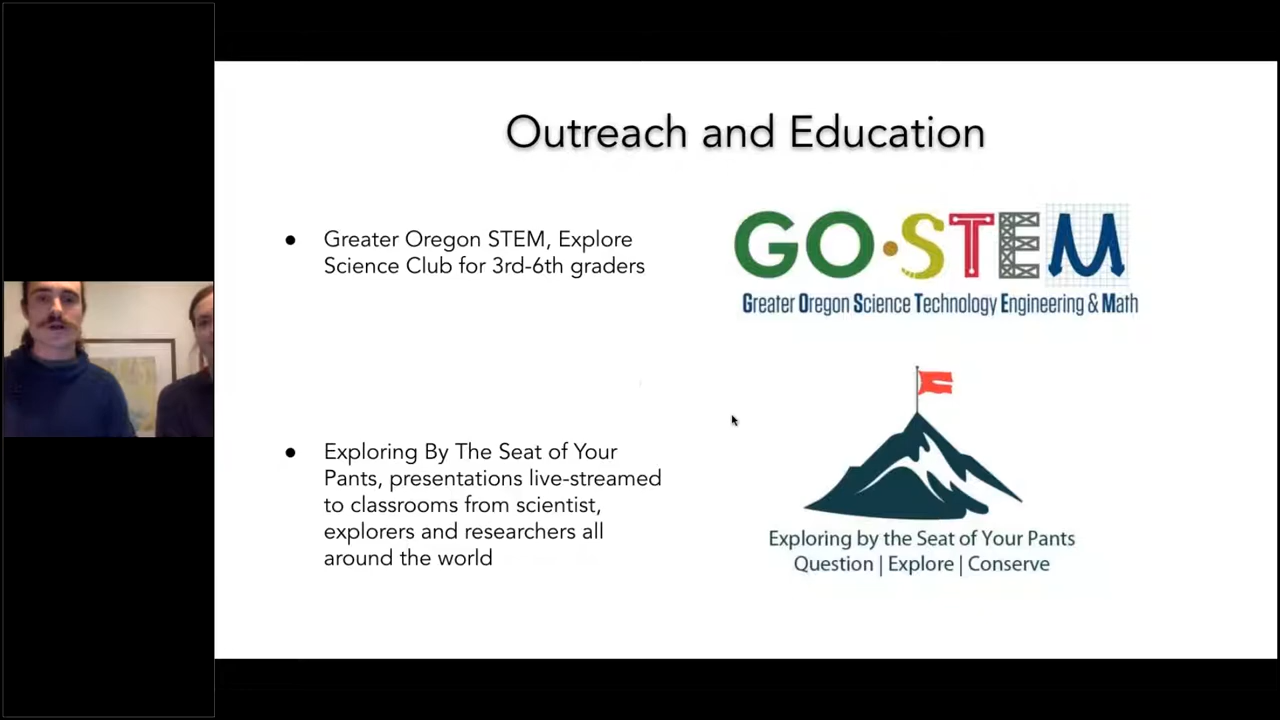 Outreach and Education
● Greater Oregon STEM, Explore
Science Club for 3rd-6th graders
GO•STEM
Greater Oregon Science Technology Engineering & Math
● Exploring By The Seat of Your
Pants, presentations live-streamed
to classrooms from scientist,
explorers and researchers all
around the world
Exploring by the Seat of Your Pants
Question | Explore | Conserve